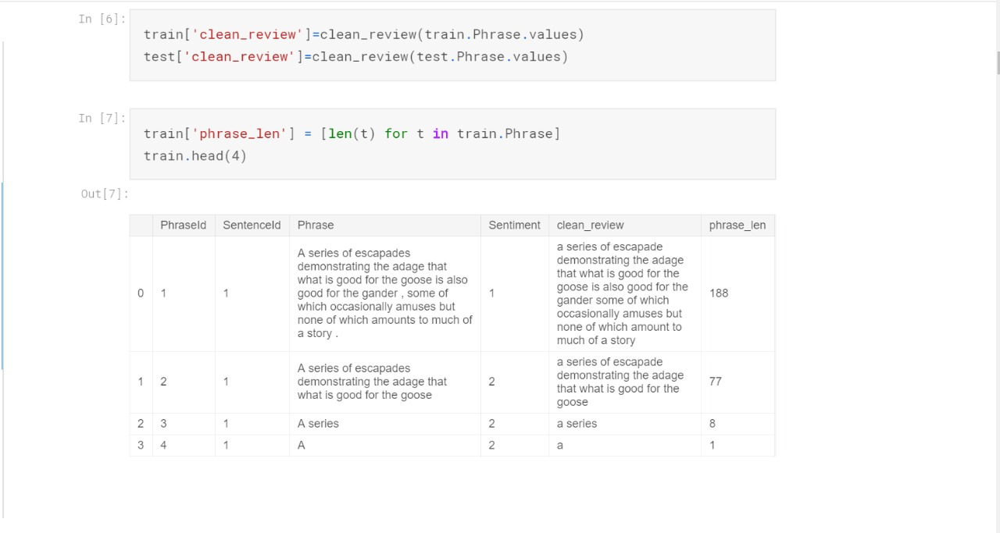 In [6]:
train['clean_review']=clean_review(train.Phrase.values)
test['clean_review']=clean_review(test.Phrase.values)
In [7]:
train['phrase_len'] = [len(t) for t in train.Phrase]
train.head(4)
Out[7]:
PhraseId SentenceId Phrase Sentiment clean_review phrase_len
0 1 1
A series of escapades
demonstrating the adage that
what is good for the goose is also
good for the gander , some of
which occasionally amuses but
none of which amounts to much of
a story .
1
a series of escapade
demonstrating the adage
that what is good for the
goose is also good for the
gander some of which
occasionally amuses but
none of which amount to
much of a story
188
1 2 1
A series of escapades
demonstrating the adage that
what is good for the goose
2
a series of escapade
demonstrating the adage
that what is good for the
goose
77
2 3 1 A series 2 a series 8
3 4 1 A 2 a 1